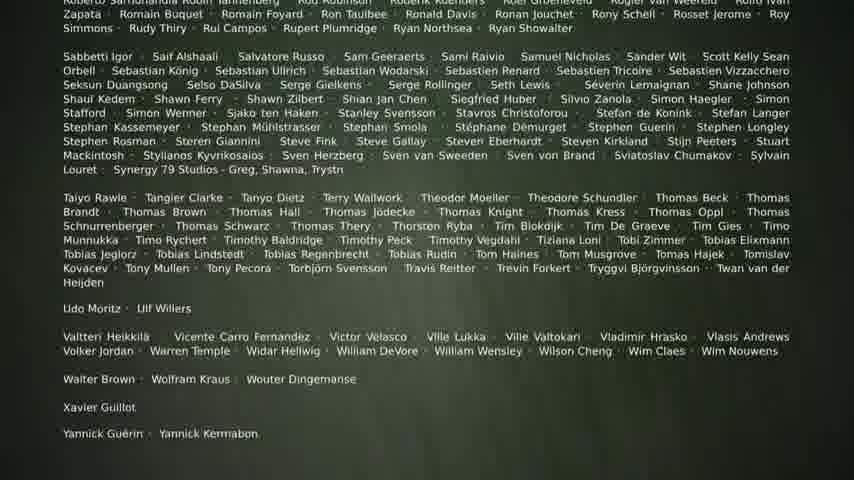 Zapata · Romain Buquet · Romain Foyard · Ron Taulbee · Ronald Davis · Ronan Jouchet · Rony Schell · Rosset Jerome · Roy
Simmons · Rudy Thiry · Rui Campos · Rupert Plumridge · Ryan Northsea · Ryan Showalter
Sabbetti Igor · Saif Alshaali · Salvatore Russo · Sam Geeraerts · Sami Raivio · Samuel Nicholas · Sander Wit · Scott Kelly Sean
Orbell · Sebastian König · Sebastian Ullrich · Sebastian Wodarski · Sebastien Renard · Sebastien Tricoire · Sebastien Vizzacchero
Seksun Duangsong · Selso DaSilva · Serge Gielkens · Serge Rollinger · Seth Lewis · Séverin Lemaignan · Shane Johnson
Shaul Kedem · Shawn Ferry · Shawn Zilbert · Shian Jan Chen · Siegfried Huber · Silvio Zanola · Simon Haegler · Simon
Stafford · Simon Werner · Sjako ten Haken · Stanley Svensson · Stavros Christoforou · Stefan de Konink · Stefan Langer
Stephan Kassemeyer · Stephan Mühlstrasser · Stephan Smola · Stéphane Démurget · Stephen Guerin · Stephen Longley
Stephen Rosman · Steren Giannini · Steve Fink · Steve Gallay · Steven Eberhardt · Steven Kirkland · Stijn Peeters · Stuart
Mackintosh · Stylianos Kyvrikosaios · Sven Herzberg · Sven van Sweeden · Sven von Brand · Sviatoslav Chumakov · Sylvain
Louret · Synergy 79 Studios - Greg, Shawna, Trystn
Taiyo Rawle · Tangier Clarke · Tanyo Dietz · Terry Wallwork · Theodor Moeller · Theodore Schundler · Thomas Beck · Thomas
Brandt · Thomas Brown · Thomas Hall · Thomas Jödecke · Thomas Knight · Thomas Kress · Thomas Oppl · Thomas
Schnurrenberger · Thomas Schwarz · Thomas Thery · Thorsten Ryba · Tim Blokdijk · Tim De Graeve · Tim Gies · Timo
Munnukka · Timo Rychert · Timothy Baldridge · Timothy Peck · Timothy Vegdahl · Tiziana Loni · Tobi Zimmer · Tobias Elixmann
Tobias Jeglorz · Tobias Lindstedt · Tobias Regenbrecht · Tobias Rudin · Tom Haines · Tom Musgrove · Tomas Hajek · Tomislav
Kovacev · Tony Mullen · Tony Pecora · Torbjörn Svensson · Travis Reitter · Trevin Forkert · Tryggvi Björgvinsson · Twan van der
Heijden
Udo Moritz · Ulf Willers
Valtteri Heikkilä · Vicente Carro Fernandez · Victor Velasco · Ville Lukka · Ville Valtokari · Vladimir Hrasko · Vlasis Andrews
Volker Jordan · Warren Temple · Widar Hellwig · William DeVore · William Wensley · Wilson Cheng · Wim Claes · Wim Nouwens
Walter Brown · Wolfram Kraus · Wouter Dingemanse
Xavier Guillot
Yannick Guérin · Yannick Kermabon